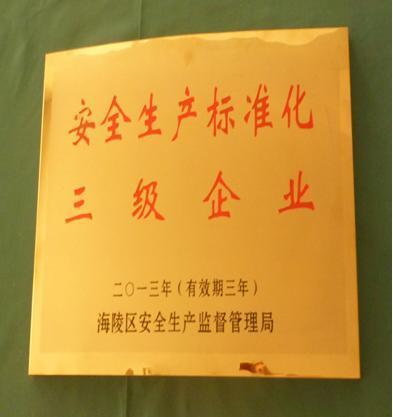 安全生产标准化
三级企业
二〇一三年(有效期三年)
海陵区安全生产监督管理局